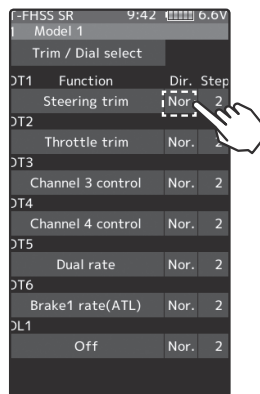 T-FHSS SR 9:42 6.6V
1 Model 1
Trim / Dial select
DT1 Function Dir. Step
Steering trim Nor. 2
DT2
Throttle trim Nor. 2
DT3
Channel 3 control Nor. 2
DT4
Channel 4 control Nor. 2
DT5
Dual rate Nor. 2
DT6
Brake1 rate(ATL) Nor. 2
DL1
Off Nor. 2